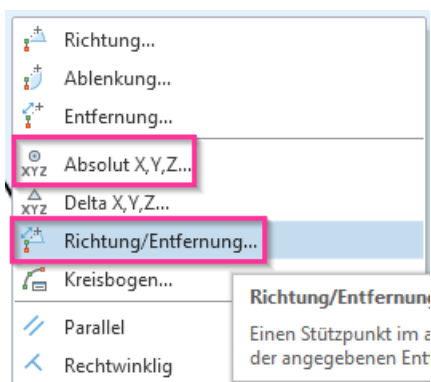 Richtung...
Ablenkung...
Entfernung...
XYZ Absolut X,Y,Z...
XYZ Delta X,Y,Z...
Richtung/Entfernung...
Kreisbogen...
Richtung/Entfernung
Parallel
Einen Stützpunkt im
Rechtwinklig
der angegebenen